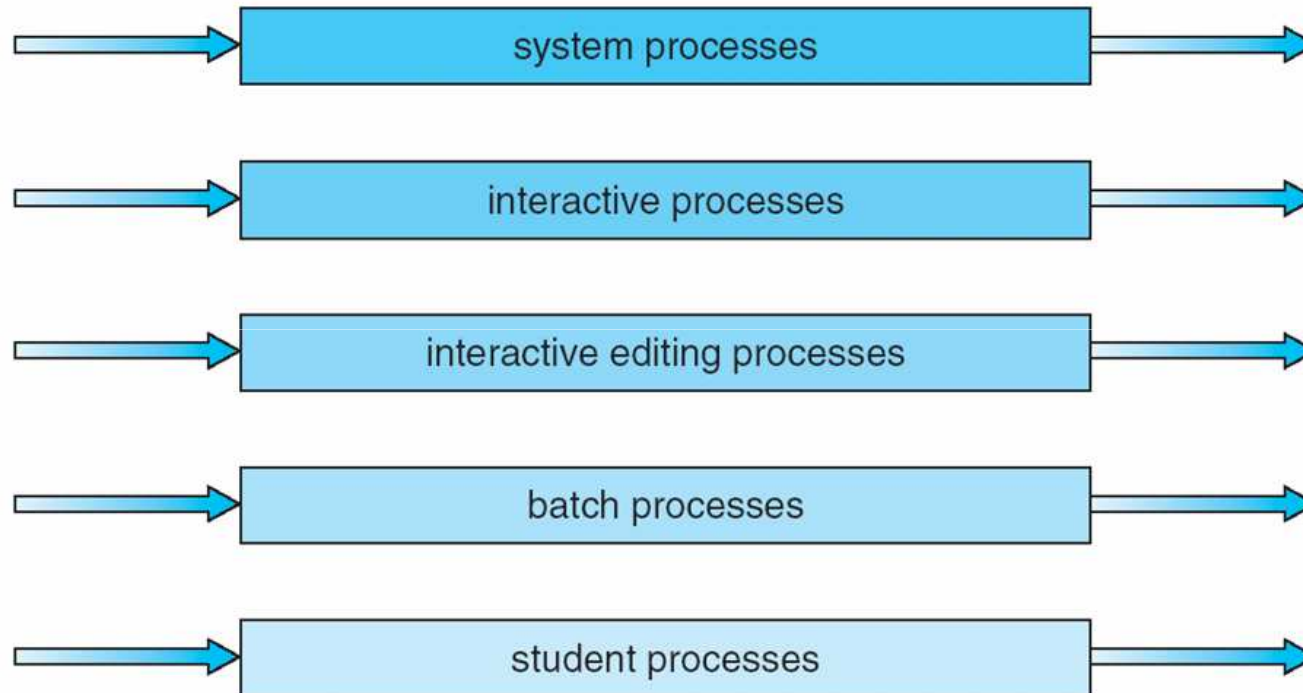 system processes
interactive processes
interactive editing processes
batch processes
student processes